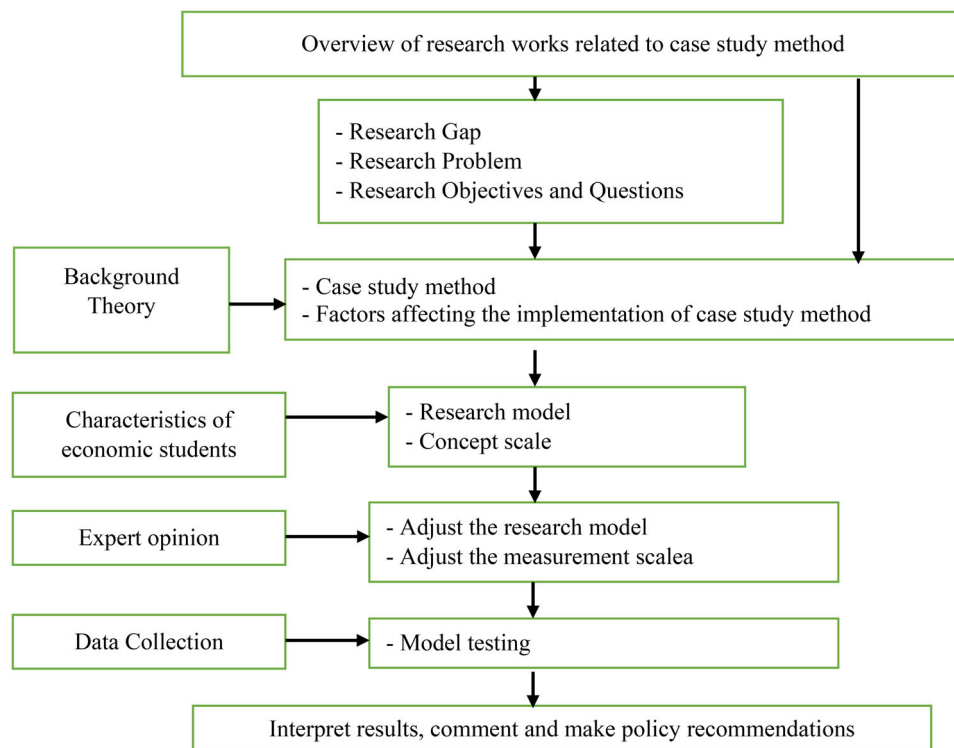 Overview of research works related to case study method
- Research Gap
- Research Problem
- Research Objectives and Questions
Background
Theory
- Case study method
- Factors affecting the implementation of case study method
Characteristics of
economic students
- Research model
- Concept scale
Expert opinion
- Adjust the research model
- Adjust the measurement scalea
Data Collection
- Model testing
Interpret results, comment and make policy recommendations